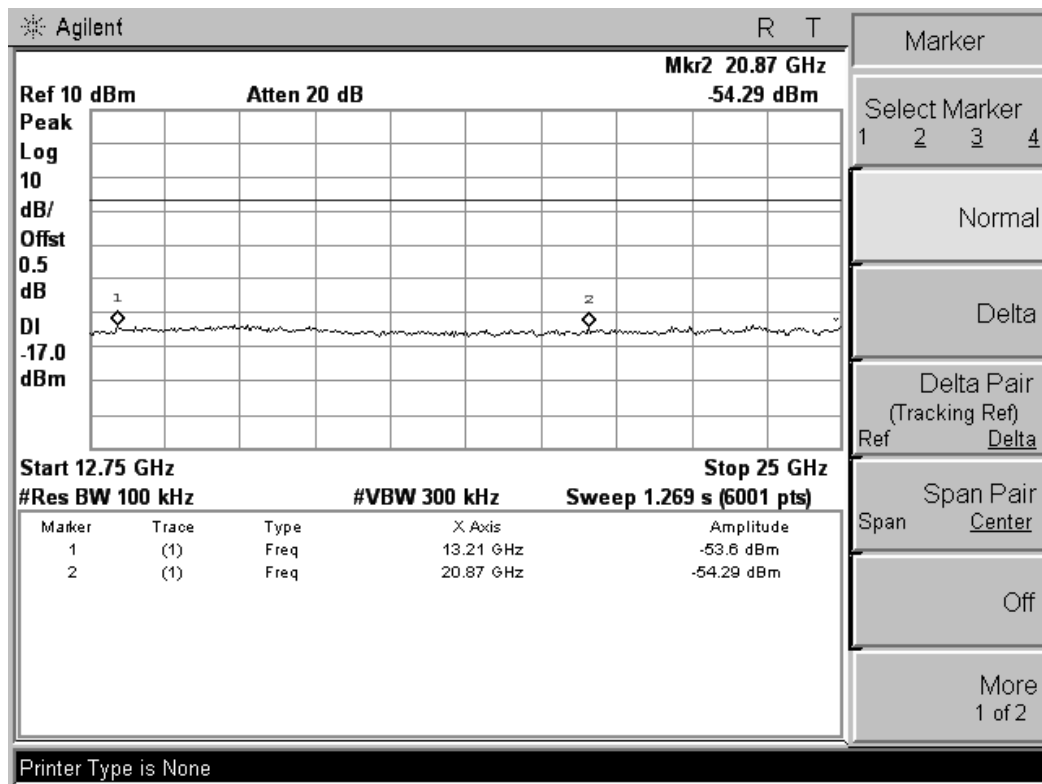 Agilent
R T
Mkr2 20.87 GHz
Ref 10 dBm Atten 20 dB -54.29 dBm
Peak
Log
10
dB/
Offst
0.5
dB
DI
-17.0
dBm
1
2
Start 12.75 GHz Stop 25 GHz
#Res BW 100 kHz #VBW 300 kHz Sweep 1.269 s (6001 pts)
Marker Trace Type X Axis Amplitude
1 (1) Freq 13.21 GHz -53.6 dBm
2 (1) Freq 20.87 GHz -54.29 dBm
Printer Type is None
Marker
Select Marker
1 2 3 4
Normal
Delta
Delta Pair
(Tracking Ref)
Ref Delta
Span Pair
Span Center
Off
More
1 of 2